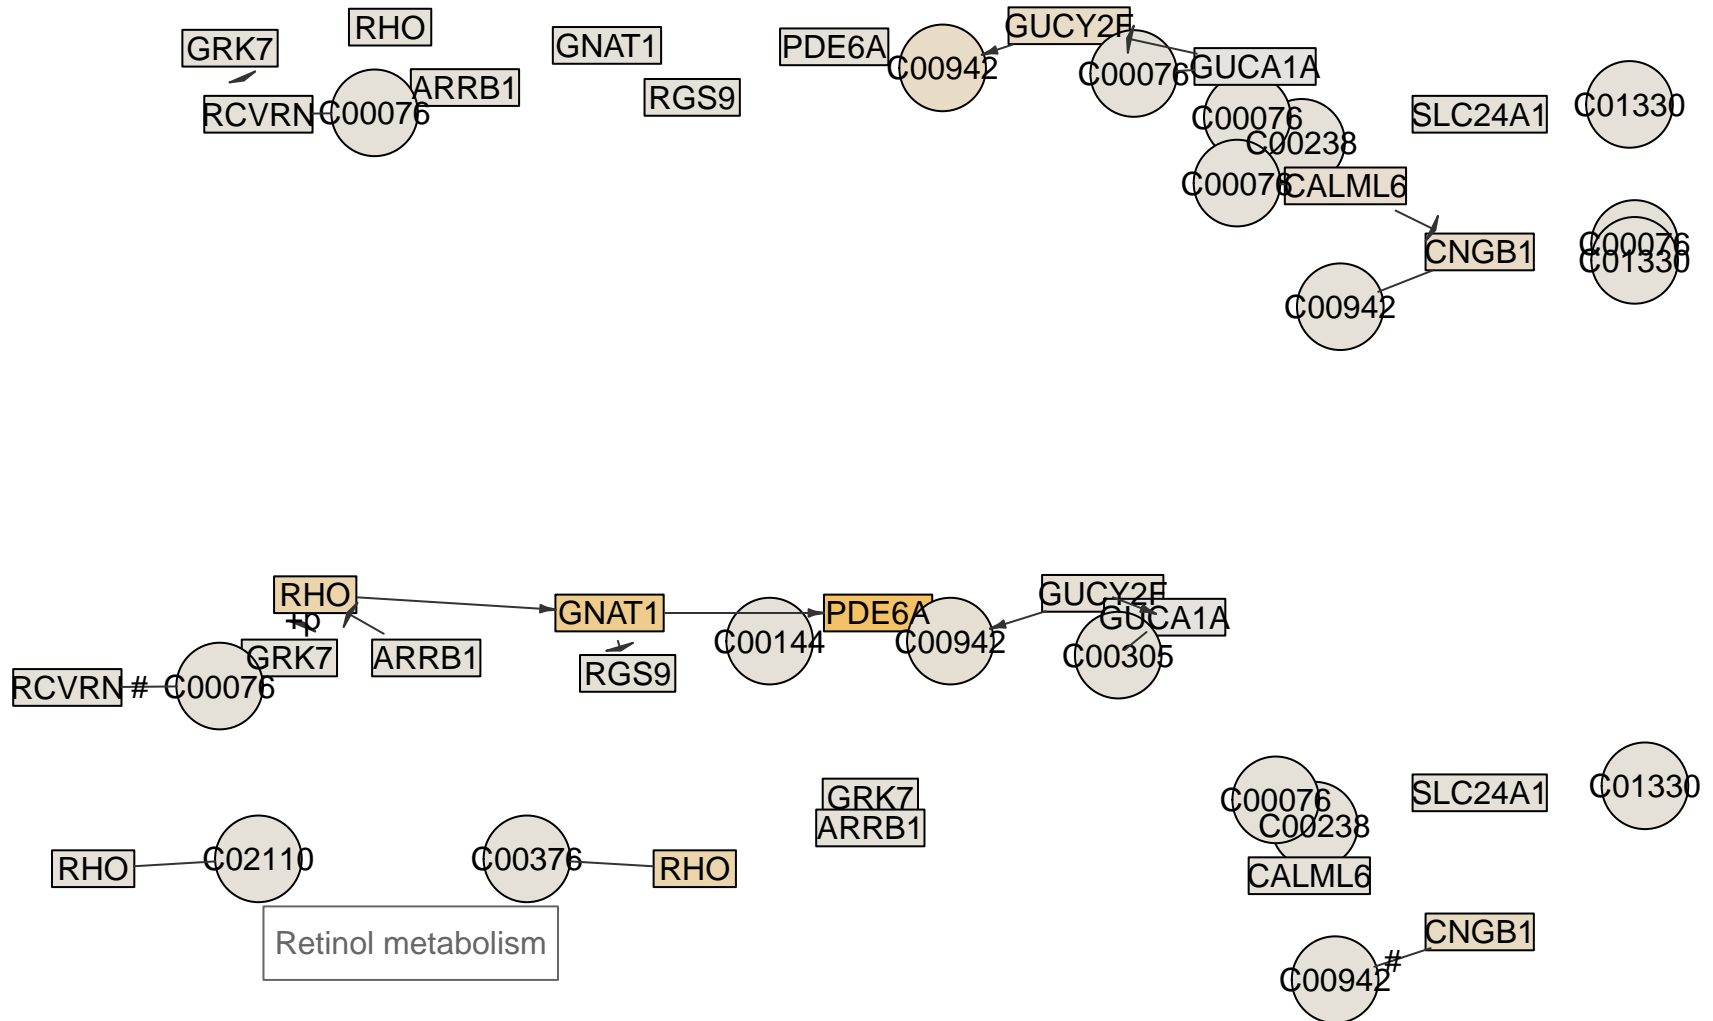 RHO
GUCY2F
GRK7
GNAT1
PDE6A
C00942
C00076
GUCA1A
ARRB1
RGS9
RCVRN
C00076
C00076
SLC24A1
C01330
C00238
C00076
CALML6
C00076
C01330
CNGB1
C00942
RHO
GUCY2F
GNAT1
PDE6A
GUCA1A
+p
C00144
C00942
GRK7
ARRB1
C00305
RGS9
RCVRN
#
C00076
SLC24A1
C01330
GRK7
C00076
ARRB1
C00238
RHO
C02110
C00376
RHO
CALML6
CNGB1
Retinol metabolism
#
C00942